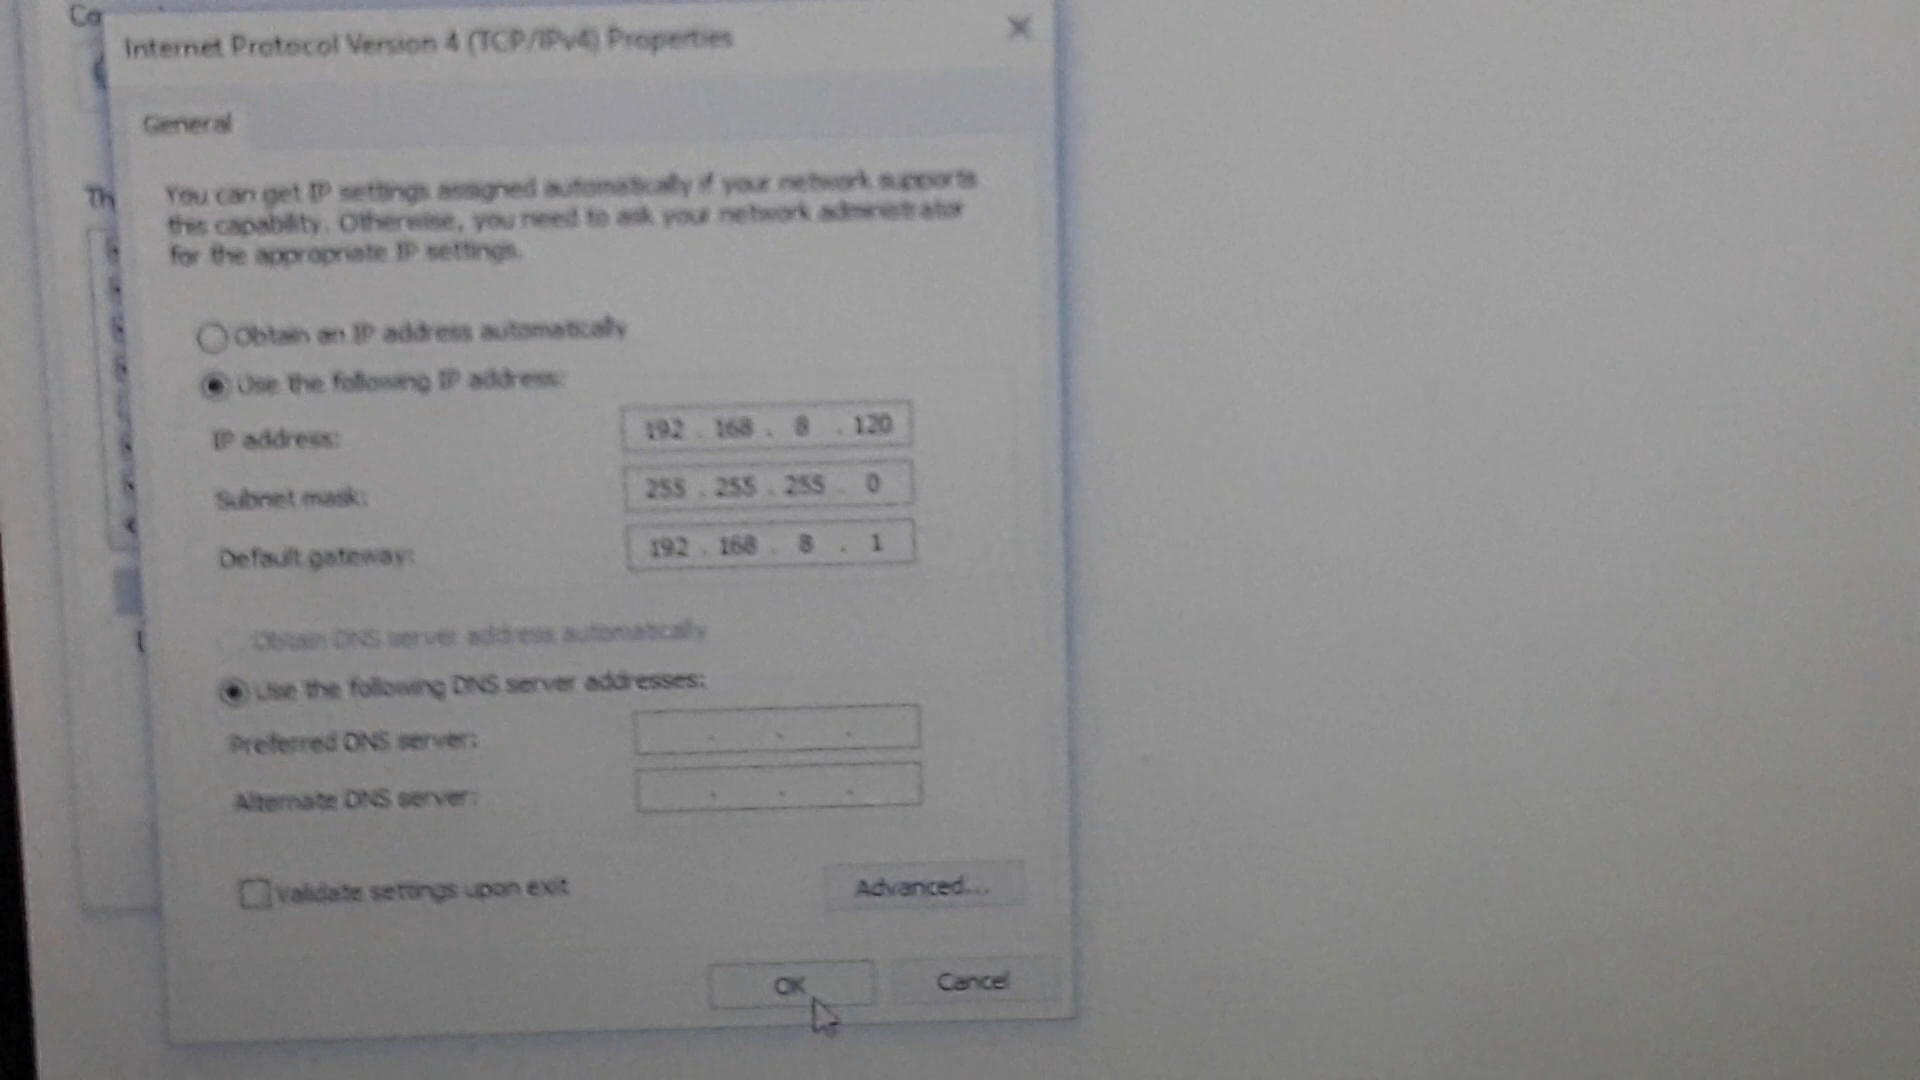 Co
Internet Protocol Version 4 (TCP/IPv4) Properties
General
Th
You can get IP settings assigned automatically if your network supports
this capability. Otherwise, you need to ask your network administrator
for the appropriate IP settings.
Obtain an IP address automatically
Use the following IP address:
IP address: 192 . 168 . 8 . 120
Subnet mask: 255 . 255 . 255 . 0
Default gateway: 192 . 168 . 8 . 1
Obtain DNS server address automatically
Use the following DNS server addresses:
Preferred DNS server: . . .
Alternate DNS server: . . .
Validate settings upon exit
Advanced...
OK
Cancel